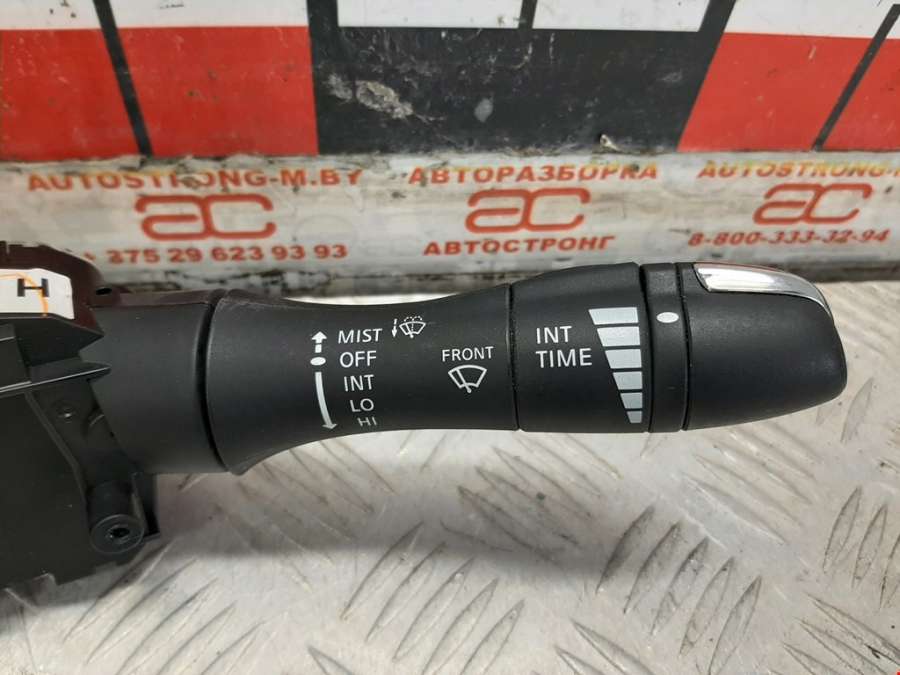 AUTOSTRONG-M.BY
АВТОРАЗБОРКА
AUTOSTRONG-M
ac
ac
ac
375 29 623 93 93
АВТОСТРОНГ
8-800-333-32-94
H
MIST
OFF
INT
LO
HI
FRONT
INT
TIME